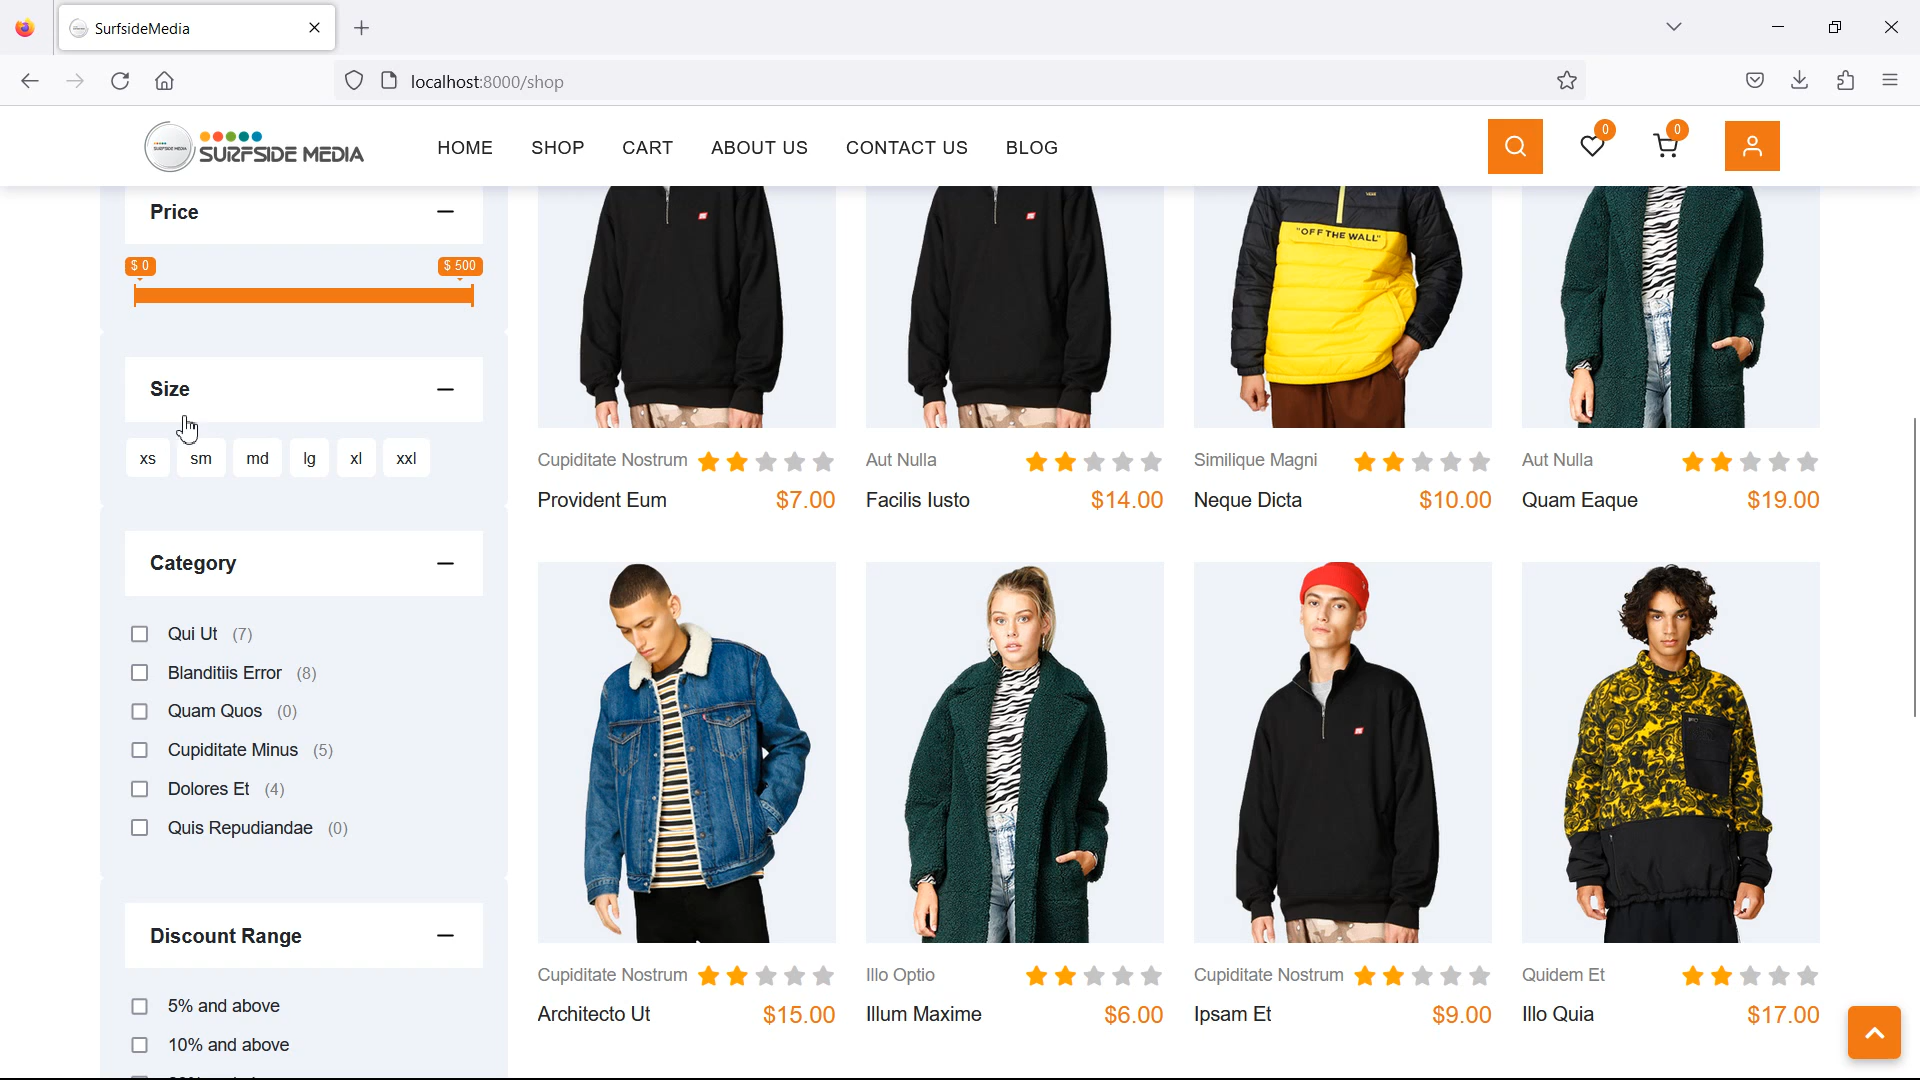 SurfsideMedia
localhost:8000/shop
SURFSIDE MEDIA
HOME SHOP CART ABOUT US CONTACT US BLOG
0 0
Price
$ 0 $ 500
Size
xs sm md lg xl xxl
Category
Qui Ut (7)
Blanditiis Error (8)
Quam Quos (0)
Cupiditate Minus (5)
Dolores Et (4)
Quis Repudiandae (0)
Discount Range
5% and above
10% and above
"OFF THE WALL"
Cupiditate Nostrum
Provident Eum $7.00
Aut Nulla
Facilis Iusto $14.00
Similique Magni
Neque Dicta $10.00
Aut Nulla
Quam Eaque $19.00
Cupiditate Nostrum
Architecto Ut $15.00
Illo Optio
Illum Maxime $6.00
Cupiditate Nostrum
Ipsam Et $9.00
Quidem Et
Illo Quia $17.00